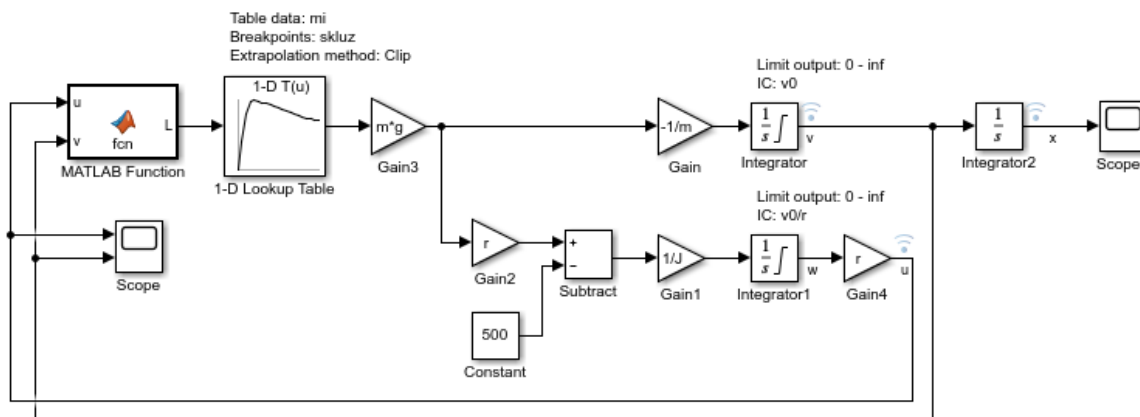 Table data: mi
Breakpoints: skluz
Extrapolation method: Clip
Limit output: 0 - inf
IC: v0
1-D T(u)
u
v
L
fcn
MATLAB Function
1-D Lookup Table
m*g
Gain3
-1/m
Gain
1
s
v
Integrator
1
s
x
Integrator2
Scope
Limit output: 0 - inf
IC: v0/r
Scope
r
Gain2
+
−
Subtract
1/J
Gain1
1
s
w
Integrator1
r
Gain4
u
500
Constant